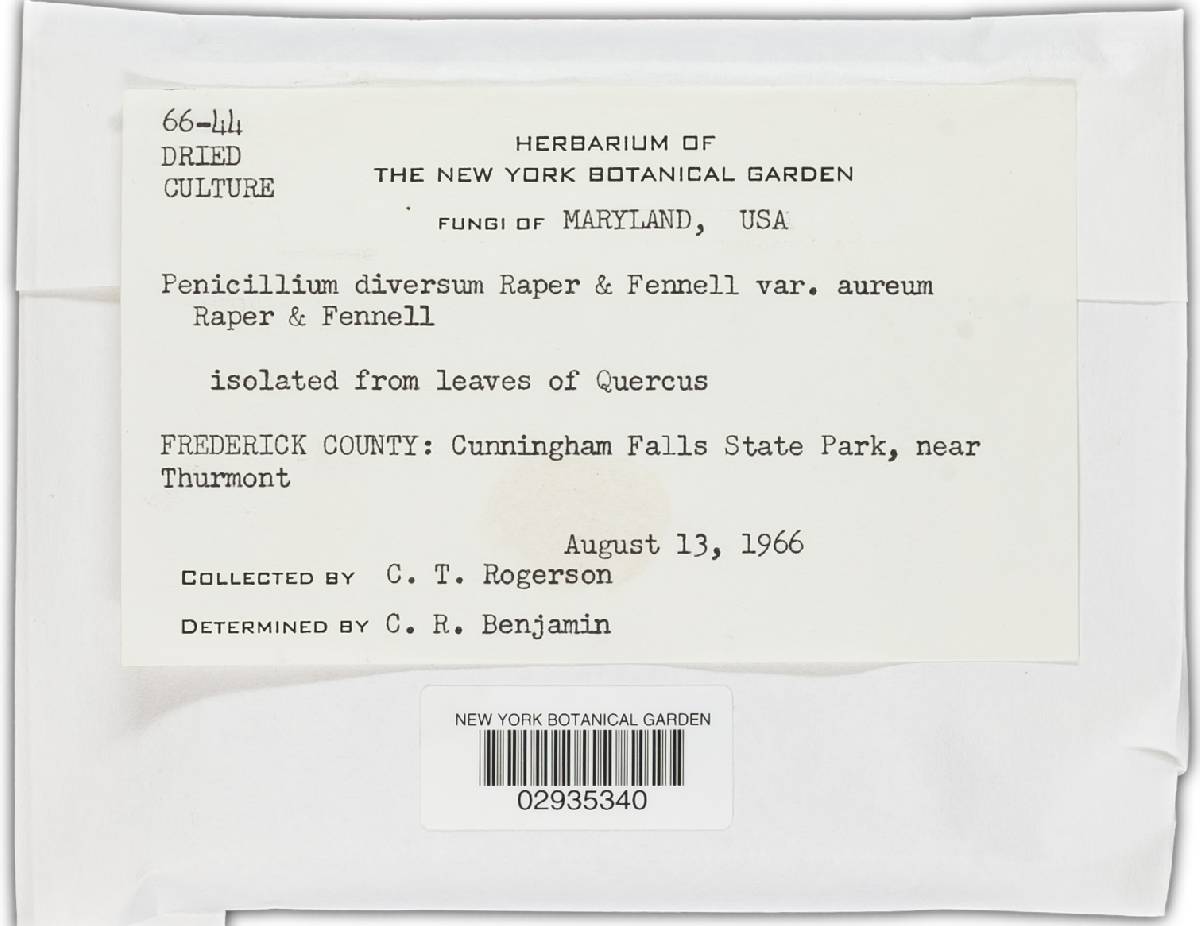 66-44
DRIED
CULTURE
HERBARIUM OF
THE NEW YORK BOTANICAL GARDEN
FUNGI OF MARYLAND, USA
Penicillium diversum Raper & Fennell var. aureum
Raper & Fennell
isolated from leaves of Quercus
FREDERICK COUNTY: Cunningham Falls State Park, near
Thurmont
August 13, 1966
COLLECTED BY C. T. Rogerson
DETERMINED BY C. R. Benjamin
NEW YORK BOTANICAL GARDEN
02935340